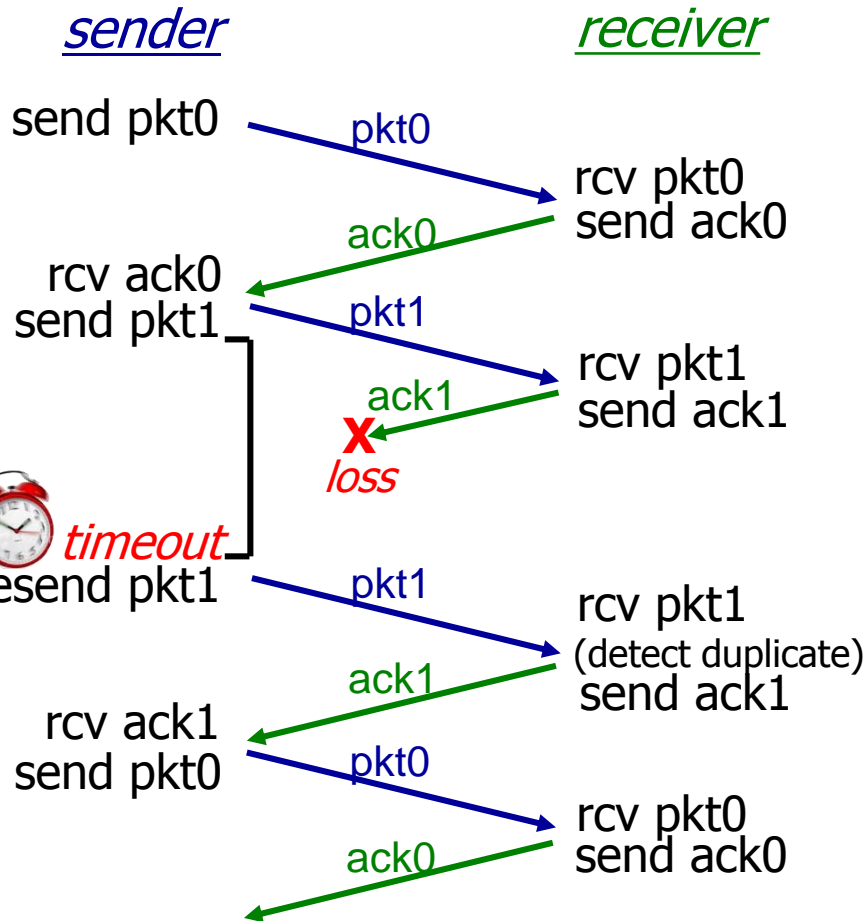 sender
receiver
send pkt0
pkt0
rcv pkt0
send ack0
ack0
rcv ack0
send pkt1
pkt1
rcv pkt1
send ack1
ack1
X
loss
timeout
esend pkt1
pkt1
rcv pkt1
(detect duplicate)
send ack1
ack1
rcv ack1
send pkt0
pkt0
rcv pkt0
send ack0
ack0